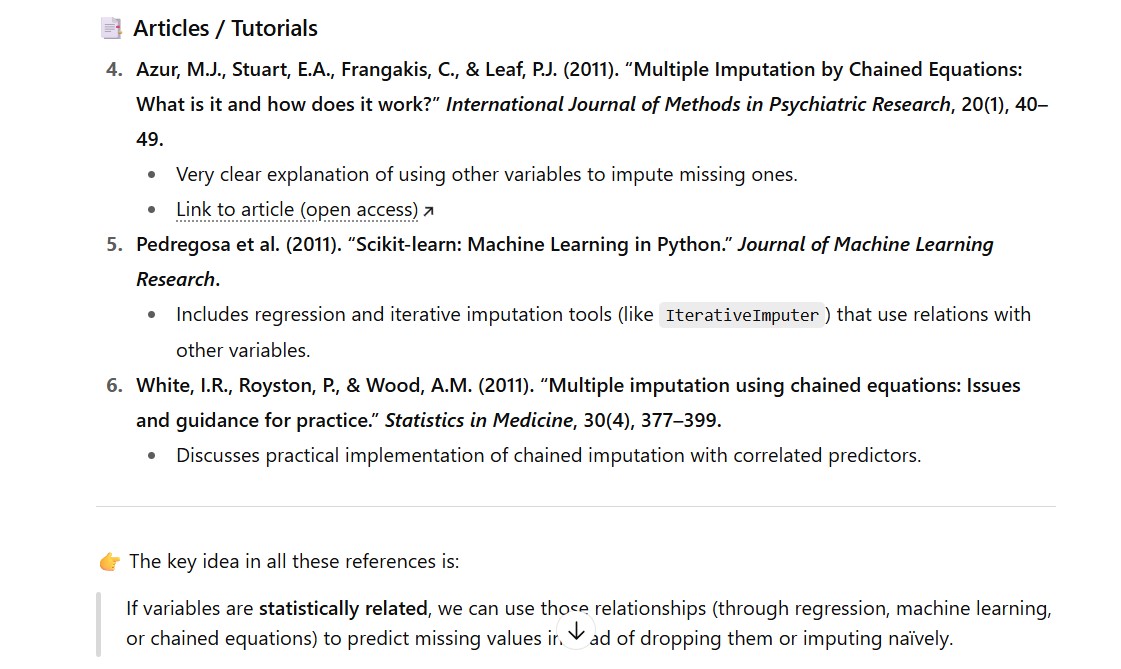 Articles / Tutorials
4. Azur, M.J., Stuart, E.A., Frangakis, C., & Leaf, P.J. (2011). “Multiple Imputation by Chained Equations:
What is it and how does it work?” International Journal of Methods in Psychiatric Research, 20(1), 40–
49.
• Very clear explanation of using other variables to impute missing ones.
• Link to article (open access)
5. Pedregosa et al. (2011). “Scikit-learn: Machine Learning in Python.” Journal of Machine Learning
Research.
• Includes regression and iterative imputation tools (like IterativeImputer) that use relations with
other variables.
6. White, I.R., Royston, P., & Wood, A.M. (2011). “Multiple imputation using chained equations: Issues
and guidance for practice.” Statistics in Medicine, 30(4), 377–399.
• Discusses practical implementation of chained imputation with correlated predictors.
The key idea in all these references is:
If variables are statistically related, we can use those relationships (through regression, machine learning,
or chained equations) to predict missing values of dropping them or imputing naïvely.